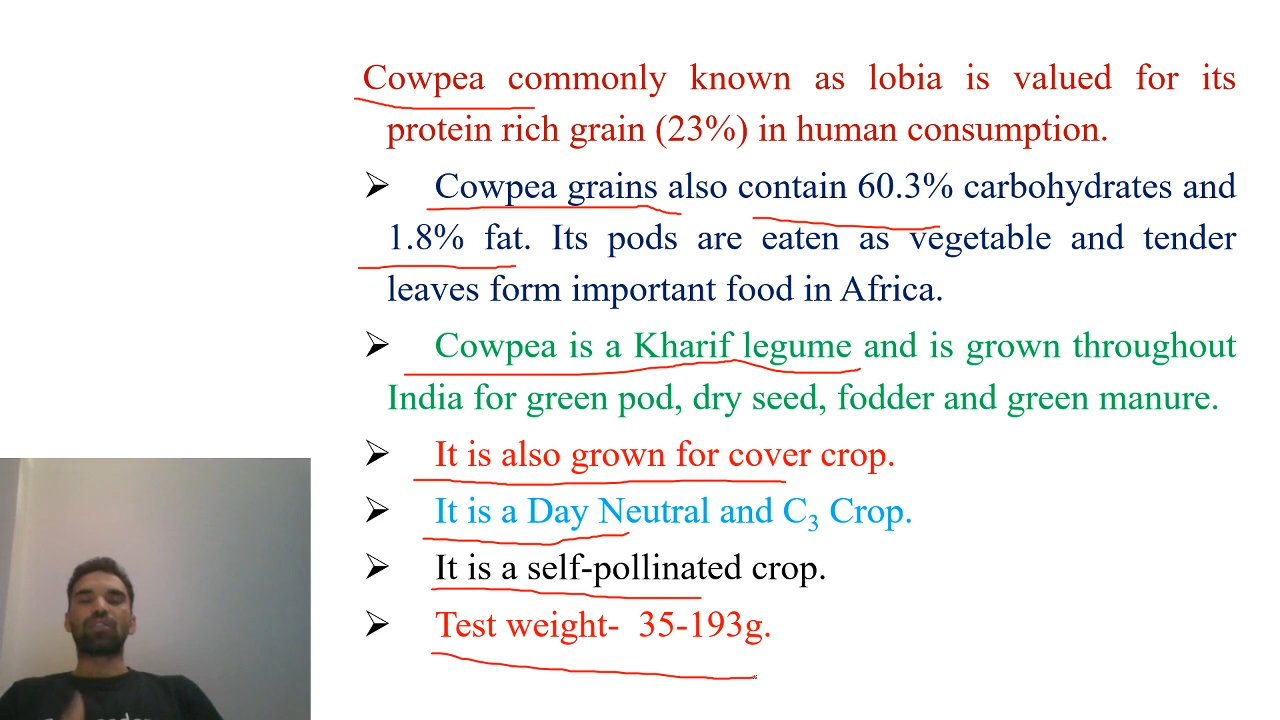 Cowpea commonly known as lobia is valued for its
protein rich grain (23%) in human consumption.
➢ Cowpea grains also contain 60.3% carbohydrates and
1.8% fat. Its pods are eaten as vegetable and tender
leaves form important food in Africa.
➢ Cowpea is a Kharif legume and is grown throughout
India for green pod, dry seed, fodder and green manure.
➢ It is also grown for cover crop.
➢ It is a Day Neutral and C₃ Crop.
➢ It is a self-pollinated crop.
➢ Test weight- 35-193g.